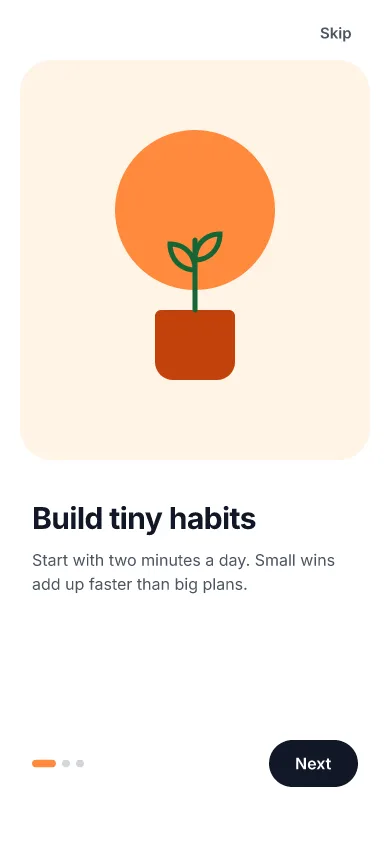 Skip
Build tiny habits
Start with two minutes a day. Small wins
add up faster than big plans.
Next